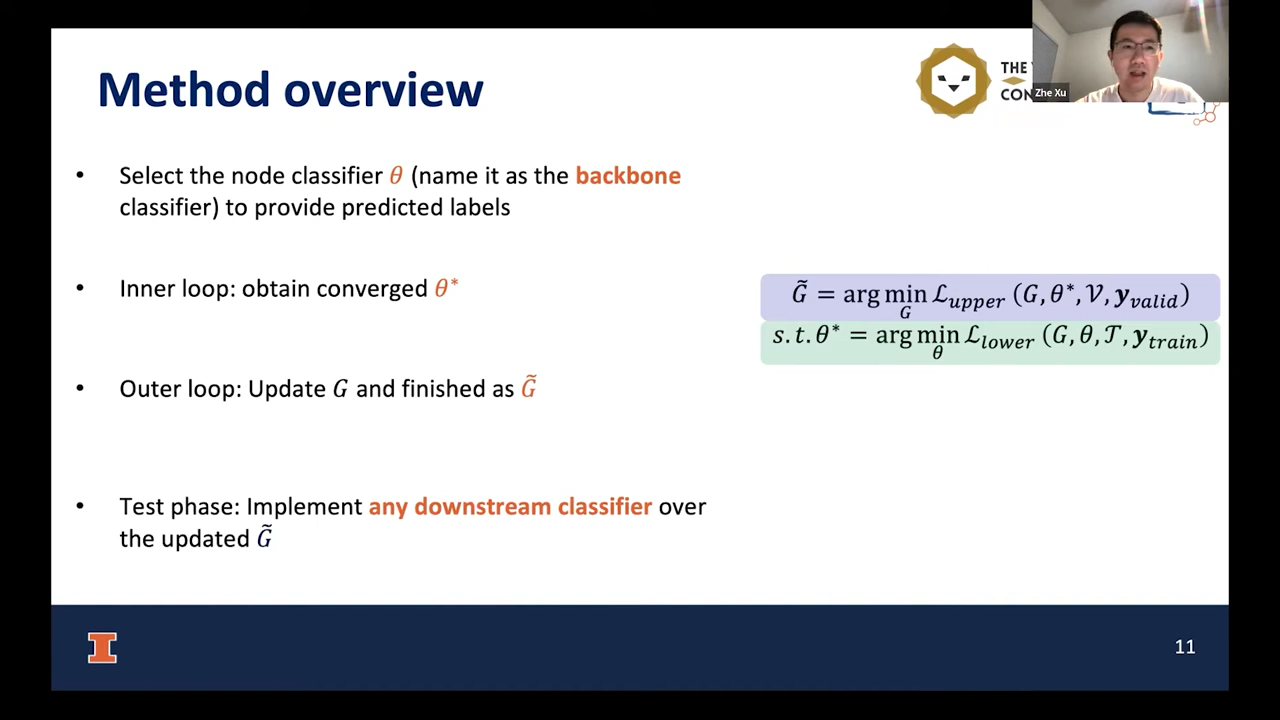 Method overview
THE
CON
Zhe Xu
• Select the node classifier θ (name it as the backbone
classifier) to provide predicted labels
• Inner loop: obtain converged θ*
• Outer loop: Update G and finished as G̃
• Test phase: Implement any downstream classifier over
the updated G̃
G̃ = arg min_G ℒ_upper (G, θ*, 𝒱, y_valid)
s.t. θ* = arg min_θ ℒ_lower (G, θ, 𝒯, y_train)
I
11